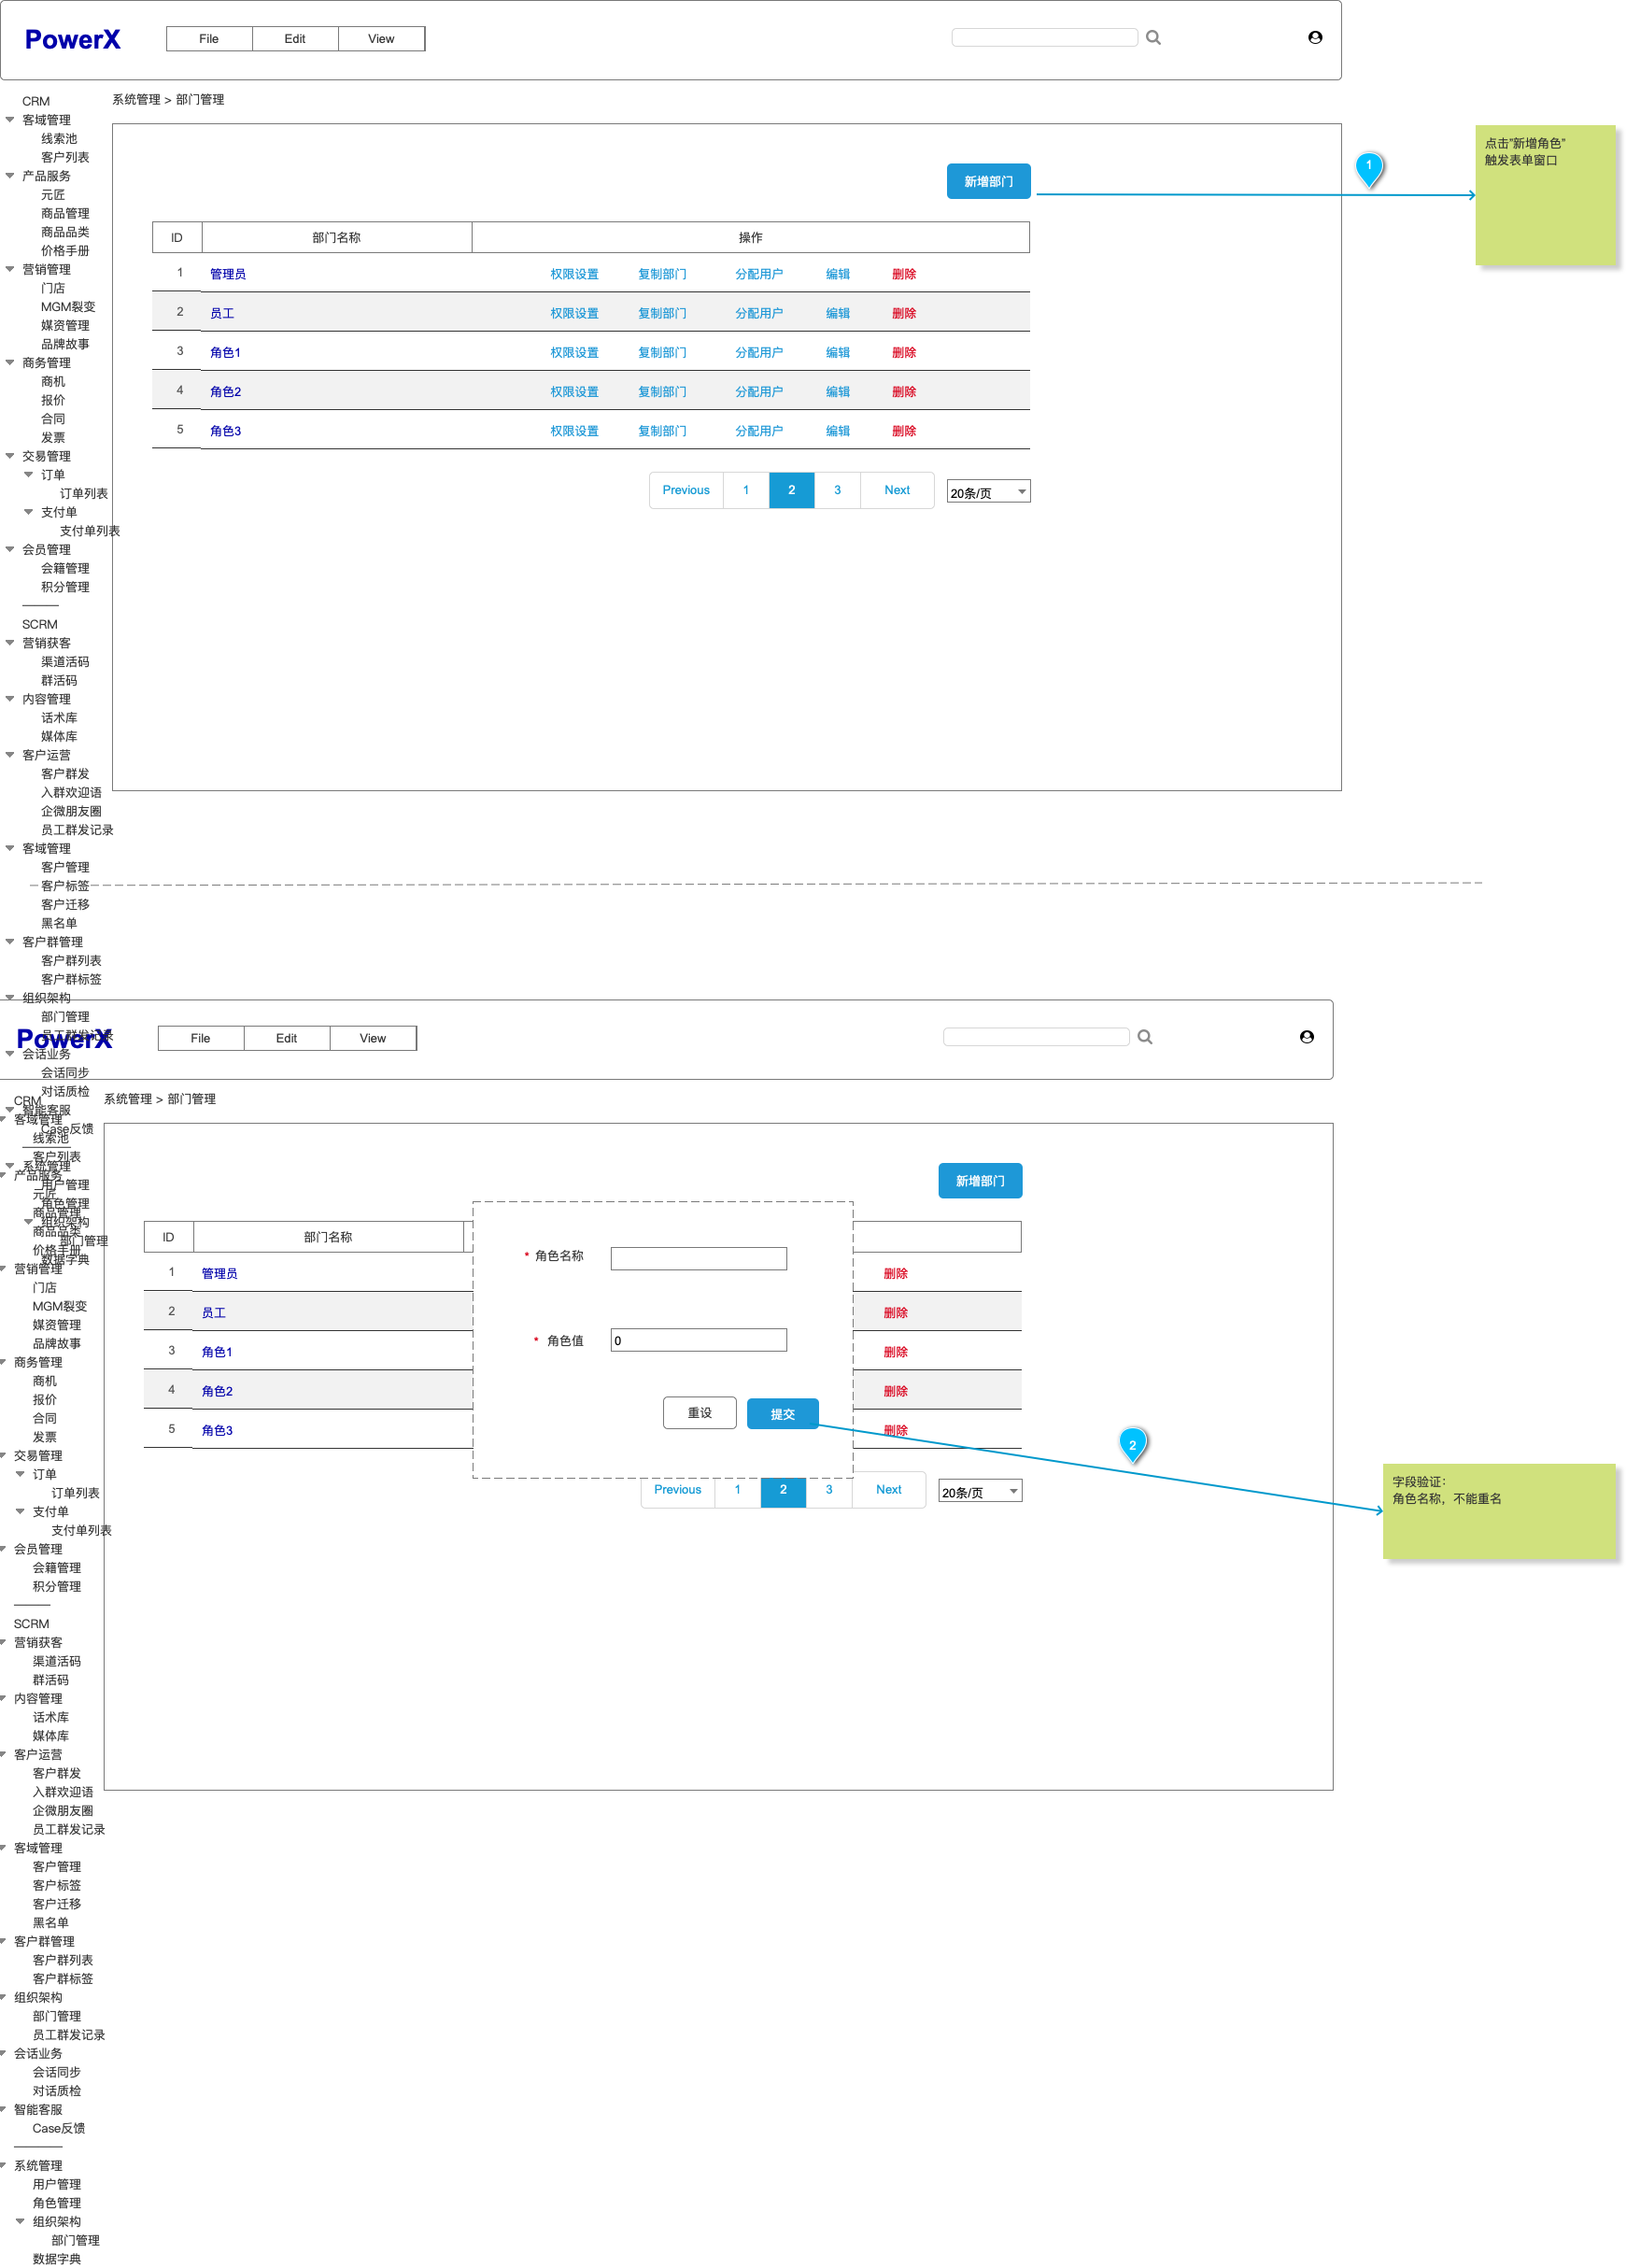 PowerX
File Edit View
系统管理 > 部门管理
CRM
客域管理
线索池
客户列表
产品服务
元匠
商品管理
商品品类
价格手册
营销管理
门店
MGM裂变
媒资管理
品牌故事
商务管理
商机
报价
合同
发票
交易管理
订单
订单列表
支付单
支付单列表
会员管理
会籍管理
积分管理
SCRM
营销获客
渠道活码
群活码
内容管理
话术库
媒体库
客户运营
客户群发
入群欢迎语
企微朋友圈
员工群发记录
客域管理
客户管理
客户标签
客户迁移
黑名单
客户群管理
客户群列表
客户群标签
组织架构
部门管理
员工群发记录
会话业务
会话同步
对话质检
智能客服
Case反馈
系统管理
用户管理
角色管理
组织架构
部门管理
数据字典
新增部门
ID 部门名称 操作
1 管理员 权限设置 复制部门 分配用户 编辑 删除
2 员工 权限设置 复制部门 分配用户 编辑 删除
3 角色1 权限设置 复制部门 分配用户 编辑 删除
4 角色2 权限设置 复制部门 分配用户 编辑 删除
5 角色3 权限设置 复制部门 分配用户 编辑 删除
Previous 1 2 3 Next 20条/页
1
点击"新增角色"
触发表单窗口
PowerX
File Edit View
系统管理 > 部门管理
CRM
客域管理
线索池
客户列表
产品服务
元匠
商品管理
商品品类
价格手册
营销管理
门店
MGM裂变
媒资管理
品牌故事
商务管理
商机
报价
合同
发票
交易管理
订单
订单列表
支付单
支付单列表
会员管理
会籍管理
积分管理
SCRM
营销获客
渠道活码
群活码
内容管理
话术库
媒体库
客户运营
客户群发
入群欢迎语
企微朋友圈
员工群发记录
客域管理
客户管理
客户标签
客户迁移
黑名单
客户群管理
客户群列表
客户群标签
组织架构
部门管理
员工群发记录
会话业务
会话同步
对话质检
智能客服
Case反馈
系统管理
用户管理
角色管理
组织架构
部门管理
数据字典
新增部门
ID 部门名称
1 管理员 删除
2 员工 删除
3 角色1 删除
4 角色2 删除
5 角色3 删除
* 角色名称
* 角色值 0
重设 提交
Previous 1 2 3 Next 20条/页
2
字段验证：
角色名称，不能重名